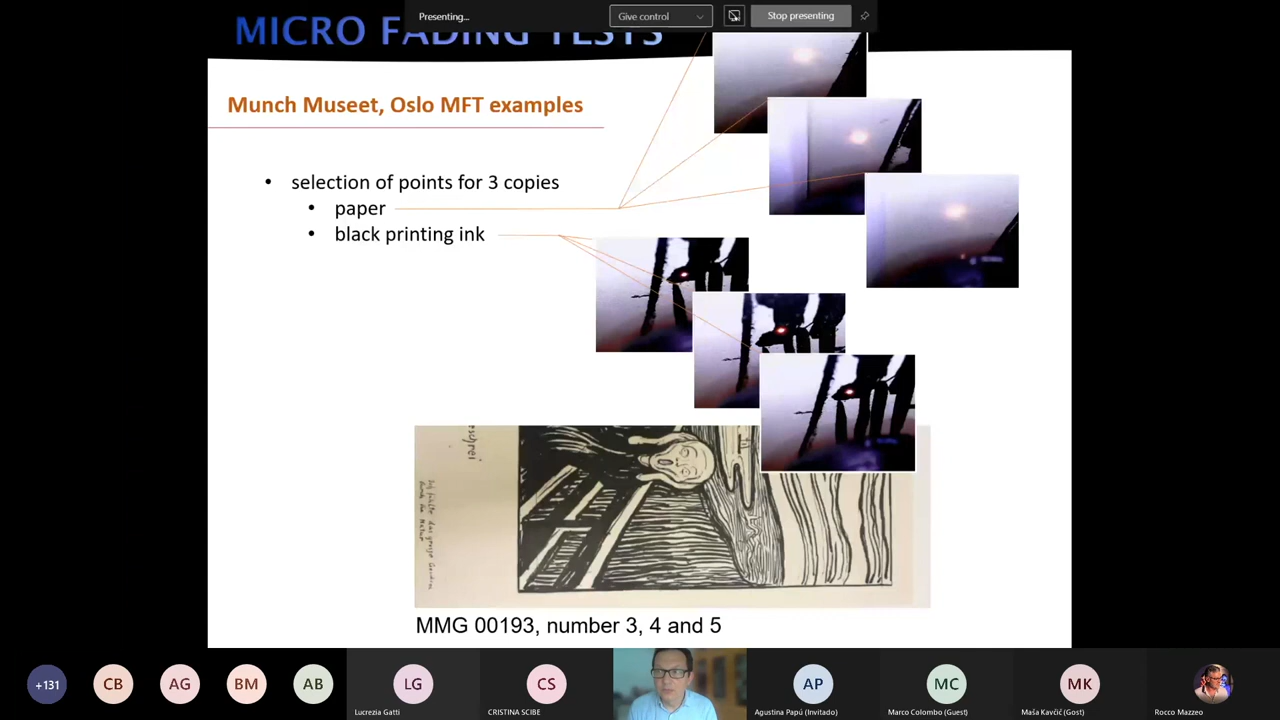 Presenting...
Give control
Stop presenting
MICRO FADING TESTS
Munch Museet, Oslo MFT examples
• selection of points for 3 copies
• paper
• black printing ink
MMG 00193, number 3, 4 and 5
+131
CB
AG
BM
AB
LG
CS
AP
MC
MK
Lucrezia Gatti
CRISTINA SCIBE
Agustina Papú (Invitado)
Marco Colombo (Guest)
Maša Kavčič (Gost)
Rocco Mazzeo